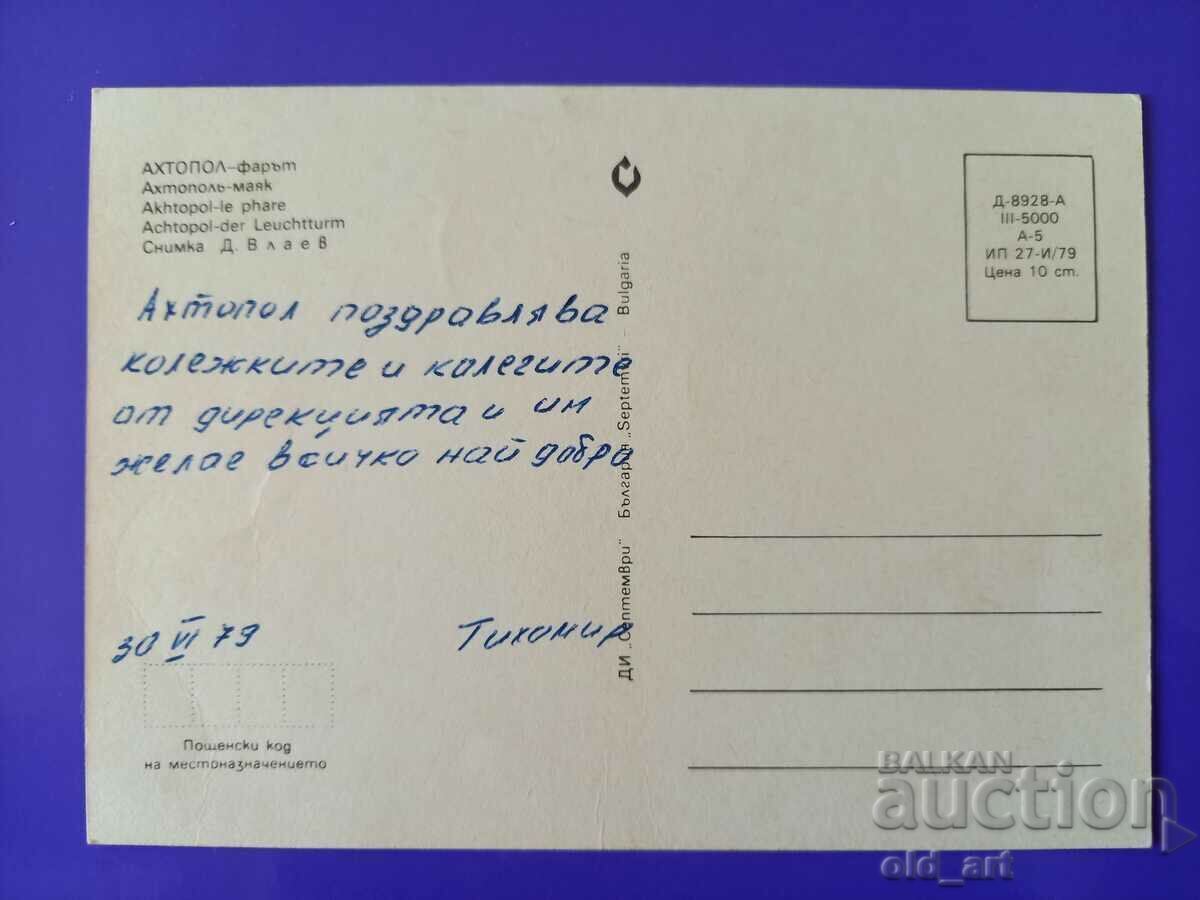 АХТОПОЛ-фарът
Ахтополь-маяк
Akhtopol-le phare
Achtopol-der Leuchtturm
Снимка Д. Влаев
Ахтопол поздравлява
колежките и колегите
от дирекцията и им
желае всичко най добро
30 VI 79
Тихомир
Пощенски код
на местоназначението
ДИ „Септември" България „Septemvri" - Bulgaria
Д-8928-А
III-5000
А-5
ИП 27-И/79
Цена 10 ст.
BALKAN
auction
old_art